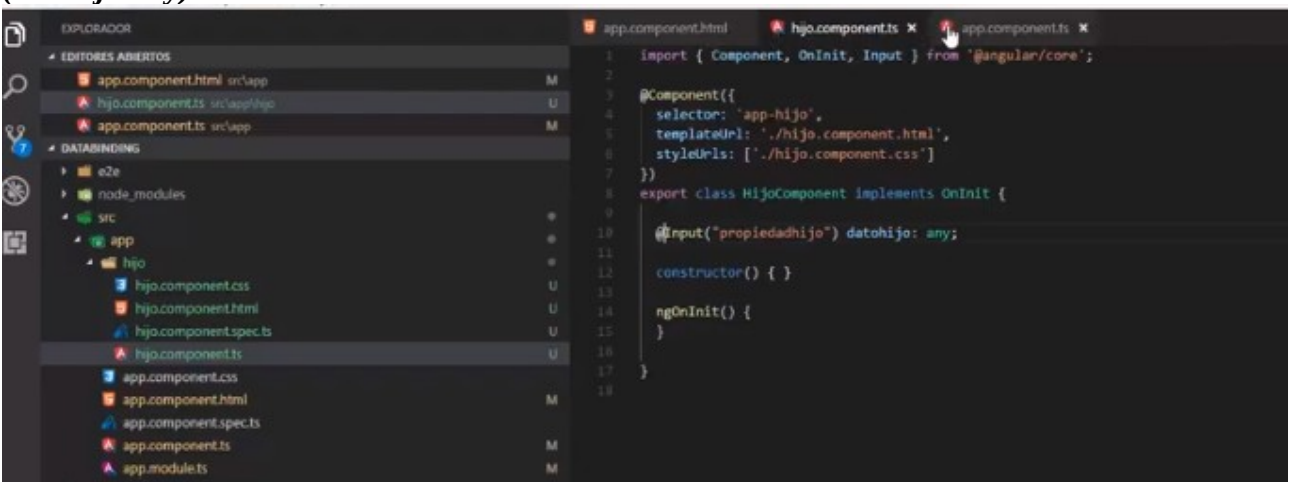 EXPLORADOR
EDITORES ABIERTOS
app.component.html src\app M
hijo.component.ts src\app\hijo U
app.component.ts src\app M
DATABINDING
e2e
node_modules
src
app
hijo
hijo.component.css U
hijo.component.html U
hijo.component.spec.ts U
hijo.component.ts U
app.component.css
app.component.html M
app.component.spec.ts
app.component.ts M
app.module.ts M
7
app.component.html hijo.component.ts × app.component.ts ×
1 import { Component, OnInit, Input } from '@angular/core';
2
3 @Component({
4 selector: 'app-hijo',
5 templateUrl: './hijo.component.html',
6 styleUrls: ['./hijo.component.css']
7 })
8 export class HijoComponent implements OnInit {
9
10 @Input("propiedadhijo") datohijo: any;
11
12 constructor() { }
13
14 ngOnInit() {
15 }
16
17 }
18